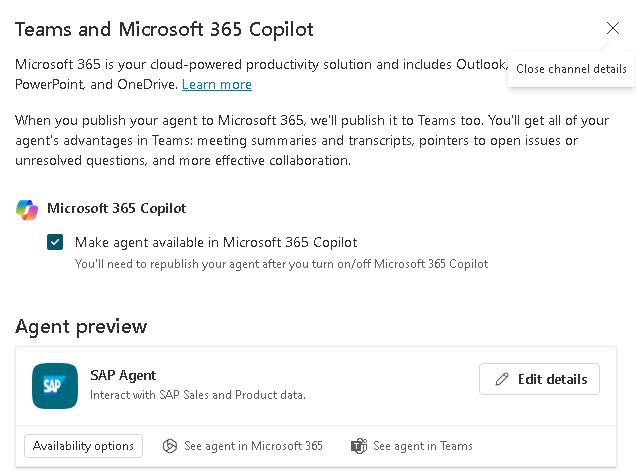 Teams and Microsoft 365 Copilot
Microsoft 365 is your cloud-powered productivity solution and includes Outlook,
Close channel details
PowerPoint, and OneDrive. Learn more
When you publish your agent to Microsoft 365, we'll publish it to Teams too. You'll get all of your
agent's advantages in Teams: meeting summaries and transcripts, pointers to open issues or
unresolved questions, and more effective collaboration.
Microsoft 365 Copilot
Make agent available in Microsoft 365 Copilot
You'll need to republish your agent after you turn on/off Microsoft 365 Copilot
Agent preview
SAP
SAP Agent
Edit details
Interact with SAP Sales and Product data.
Availability options
See agent in Microsoft 365
See agent in Teams